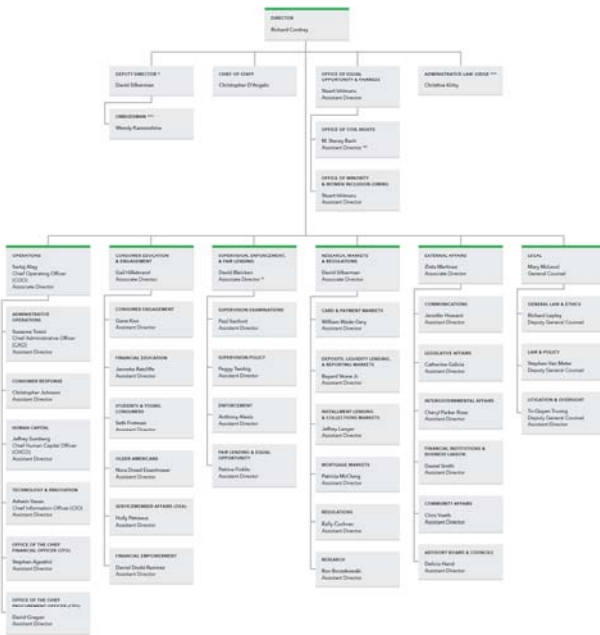 DIRECTOR
Richard Cordray
DEPUTY DIRECTOR *
David Silberman
CHIEF OF STAFF
Christopher D'Angelo
OFFICE OF EQUAL
OPPORTUNITY & FAIRNESS
Stuart Ishimaru
Assistant Director
ADMINISTRATIVE LAW JUDGE ***
Christine Kirby
OMBUDSMAN ***
Wendy Kamenshine
OFFICE OF CIVIL RIGHTS
M. Stacey Bach
Assistant Director **
OFFICE OF MINORITY
& WOMEN INCLUSION (OMWI)
Stuart Ishimaru
Assistant Director
OPERATIONS
Sartaj Alag
Chief Operating Officer
(COO)
Associate Director
ADMINISTRATIVE
OPERATIONS
Suzanne Tosini
Chief Administrative Officer
(CAO)
Assistant Director
CONSUMER RESPONSE
Christopher Johnson
Assistant Director
HUMAN CAPITAL
Jeffrey Sumberg
Chief Human Capital Officer
(CHCO)
Assistant Director
TECHNOLOGY & INNOVATION
Ashwin Vasan
Chief Information Officer (CIO)
Assistant Director
OFFICE OF THE CHIEF
FINANCIAL OFFICER (CFO)
Stephen Agostini
Assistant Director
OFFICE OF THE CHIEF
PROCUREMENT OFFICER (CPO)
David Gragan
Assistant Director
CONSUMER EDUCATION
& ENGAGEMENT
Gail Hillebrand
Associate Director
CONSUMER ENGAGEMENT
Gene Koo
Assistant Director
FINANCIAL EDUCATION
Janneke Ratcliffe
Assistant Director
STUDENTS & YOUNG
CONSUMERS
Seth Frotman
Assistant Director
OLDER AMERICANS
Nora Dowd Eisenhower
Assistant Director
SERVICEMEMBER AFFAIRS (OSA)
Holly Petraeus
Assistant Director
FINANCIAL EMPOWERMENT
Daniel Dodd-Ramirez
Assistant Director
SUPERVISION, ENFORCEMENT,
& FAIR LENDING
David Bleicken
Associate Director *
SUPERVISION EXAMINATIONS
Paul Sanford
Assistant Director
SUPERVISION POLICY
Peggy Twohig
Assistant Director
ENFORCEMENT
Anthony Alexis
Assistant Director
FAIR LENDING & EQUAL
OPPORTUNITY
Patrice Ficklin
Assistant Director
RESEARCH, MARKETS
& REGULATIONS
David Silberman
Associate Director
CARD & PAYMENT MARKETS
William Wade-Gery
Assistant Director
DEPOSITS, LIQUIDITY LENDING,
& REPORTING MARKETS
Assistant Director
INSTALLMENT LENDING
& COLLECTIONS MARKETS
Jeffrey Langer
Assistant Director
MORTGAGE MARKETS
Patricia McClung
Assistant Director
REGULATIONS
Kelly Cochran
Assistant Director
RESEARCH
Ron Borzekowski
Assistant Director
EXTERNAL AFFAIRS
Zixta Martinez
Associate Director
COMMUNICATIONS
Jennifer Howard
Assistant Director
LEGISLATIVE AFFAIRS
Catherine Galicia
Assistant Director
INTERGOVERNMENTAL AFFAIRS
Cheryl Parker Rose
Assistant Director
FINANCIAL INSTITUTIONS &
BUSINESS LIAISON
Daniel Smith
Assistant Director
COMMUNITY AFFAIRS
Chris Vaeth
Assistant Director
ADVISORY BOARD & COUNCILS
Delicia Hand
Assistant Director
LEGAL
Mary McLeod
General Counsel
GENERAL LAW & ETHICS
Richard Lepley
Deputy General Counsel
LAW & POLICY
Stephen Van Meter
Deputy General Counsel
LITIGATION & OVERSIGHT
To-Quyen Truong
Deputy General Counsel
Assistant Director